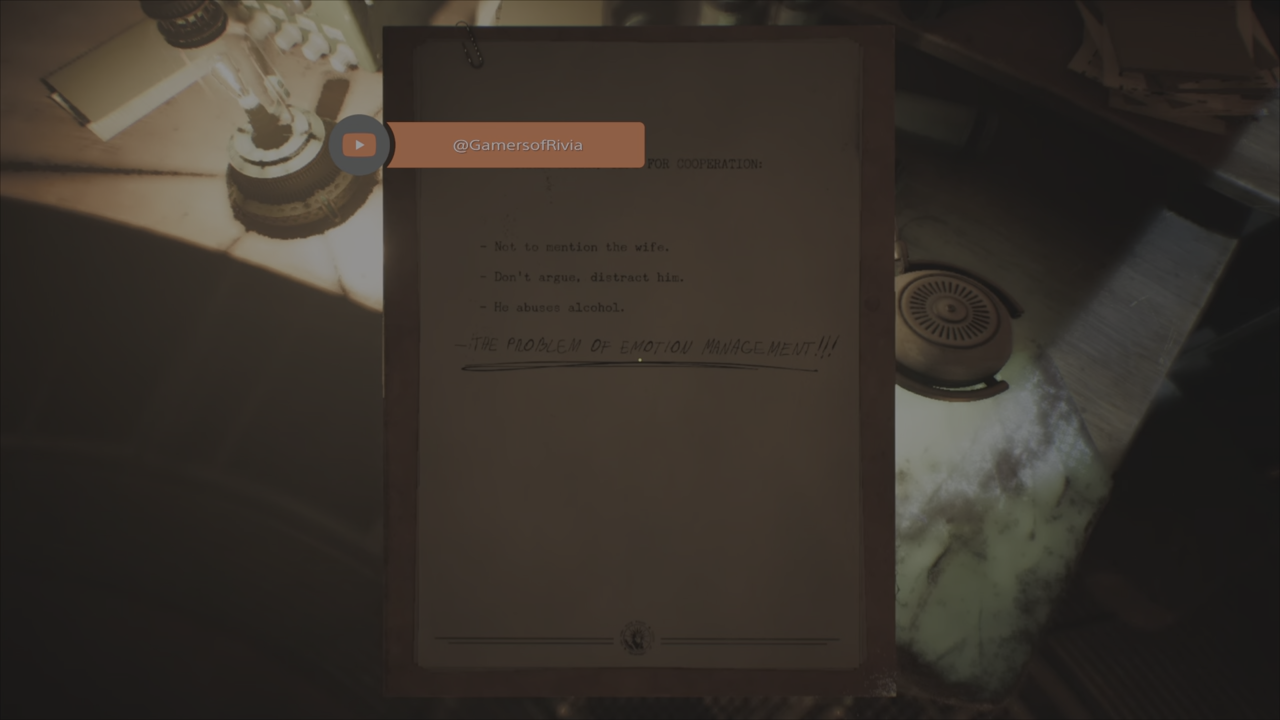 @GamersofRivia
FOR COOPERATION:
- Not to mention the wife.
- Don't argue, distract him.
- He abuses alcohol.
- THE PROBLEM OF EMOTION MANAGEMENT!!!